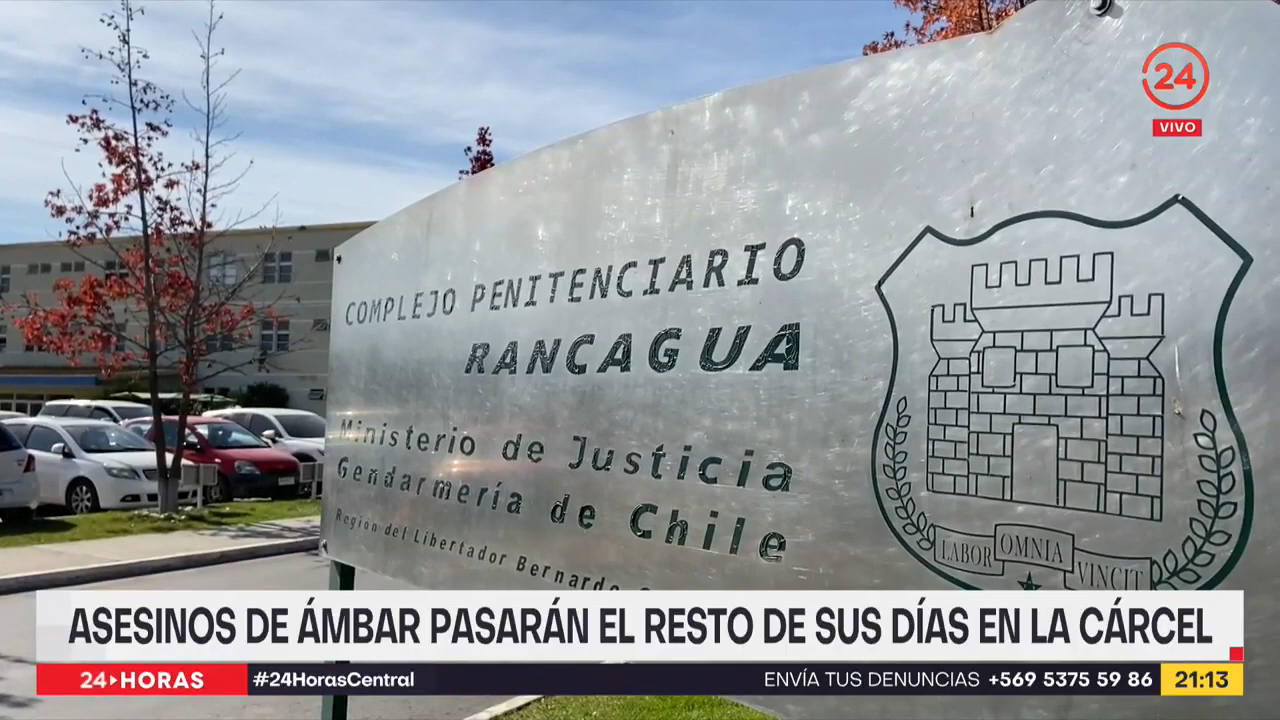 24
VIVO
COMPLEJO PENITENCIARIO
RANCAGUA
Ministerio de Justicia
Gendarmería de Chile
Region del Libertador Bernardo
LABOR OMNIA VINCIT
ASESINOS DE ÁMBAR PASARÁN EL RESTO DE SUS DÍAS EN LA CÁRCEL
24 HORAS #24HorasCentral ENVÍA TUS DENUNCIAS +569 5375 59 86 21:13